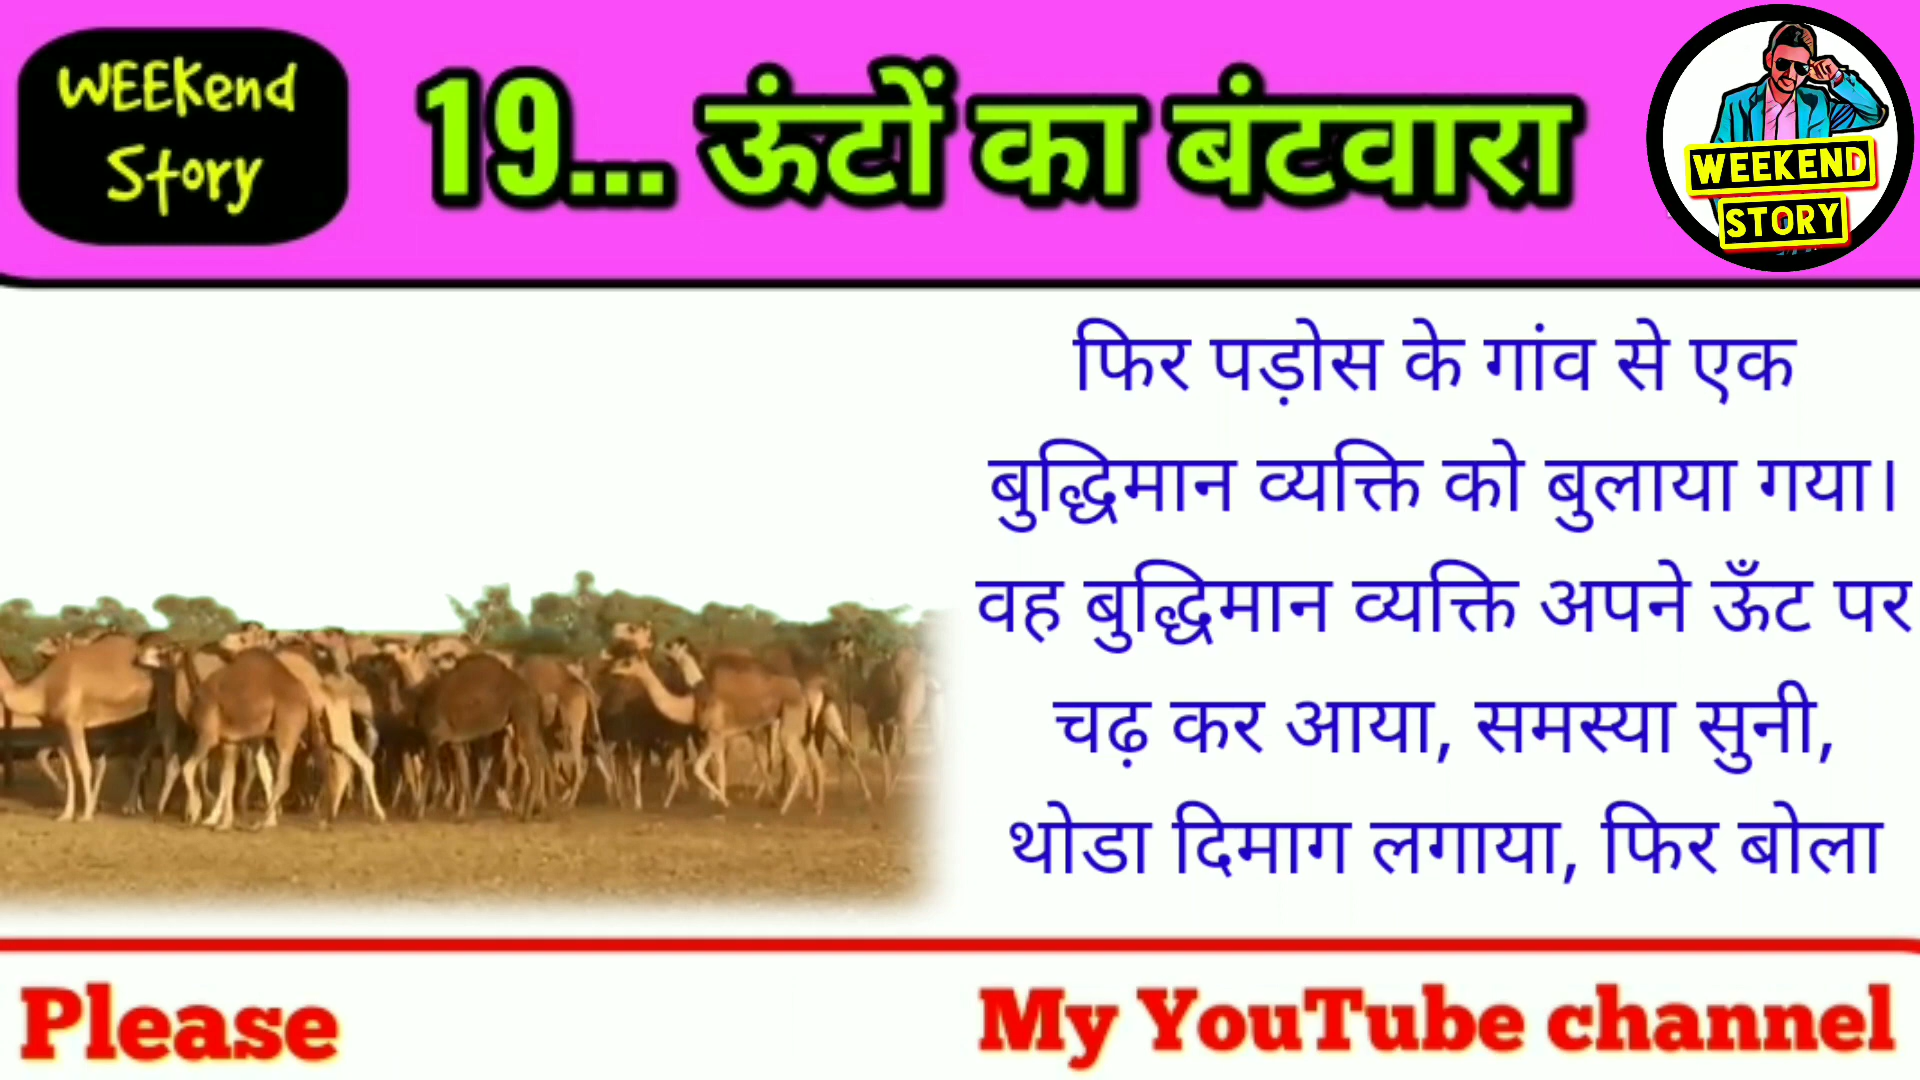 WEEKend
Story
19... ऊंटों का बंटवारा
WEEKEND
STORY
फिर पड़ोस के गांव से एक
बुद्धिमान व्यक्ति को बुलाया गया।
वह बुद्धिमान व्यक्ति अपने ऊँट पर
चढ़ कर आया, समस्या सुनी,
थोडा दिमाग लगाया, फिर बोला
Please
My YouTube channel